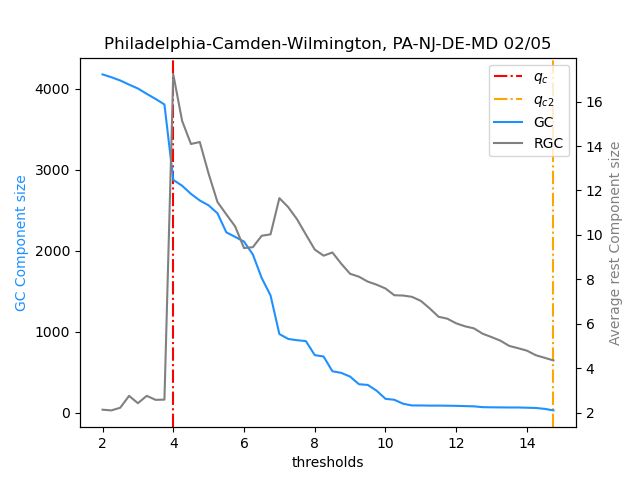 Philadelphia-Camden-Wilmington, PA-NJ-DE-MD 02/05
q_c
q_c2
GC
RGC
GC Component size
4000
3000
2000
1000
0
16
14
12
10
8
6
4
2
Average rest Component size
2 4 6 8 10 12 14
thresholds